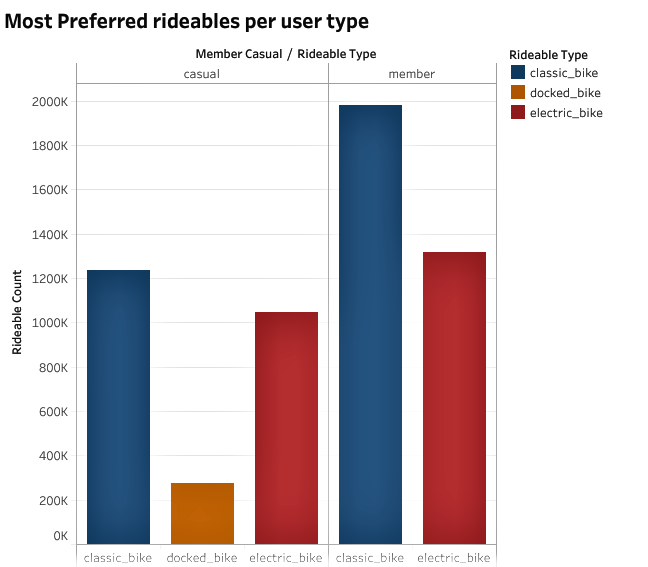 Most Preferred rideables per user type
Member Casual / Rideable Type
casual
member
Rideable Type
classic_bike
docked_bike
electric_bike
Rideable Count
2000K
1800K
1600K
1400K
1200K
1000K
800K
600K
400K
200K
0K
classic_bike docked_bike electric_bike classic_bike electric_bike